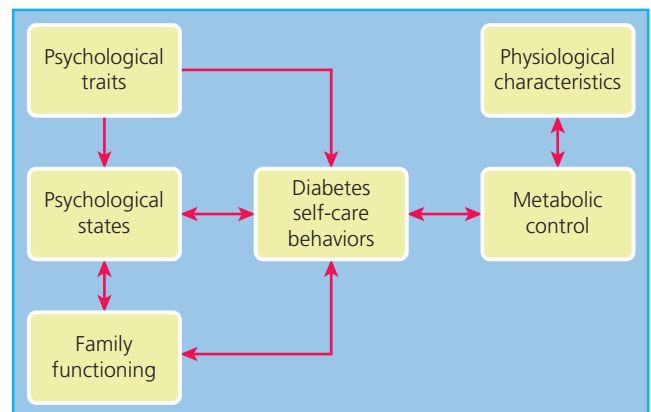 Psychological
traits
Physiological
characteristics
Psychological
states
Diabetes
self-care
behaviors
Metabolic
control
Family
functioning